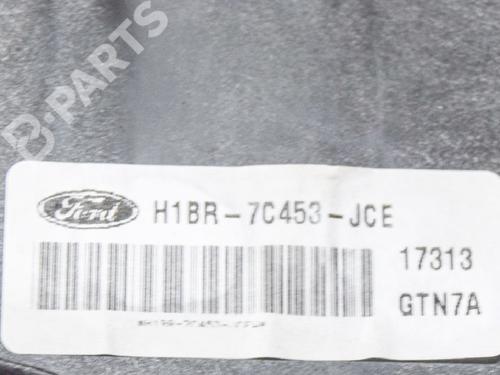 B-PARTS
Ford H1BR-7C453-JCE
17313
GTN7A